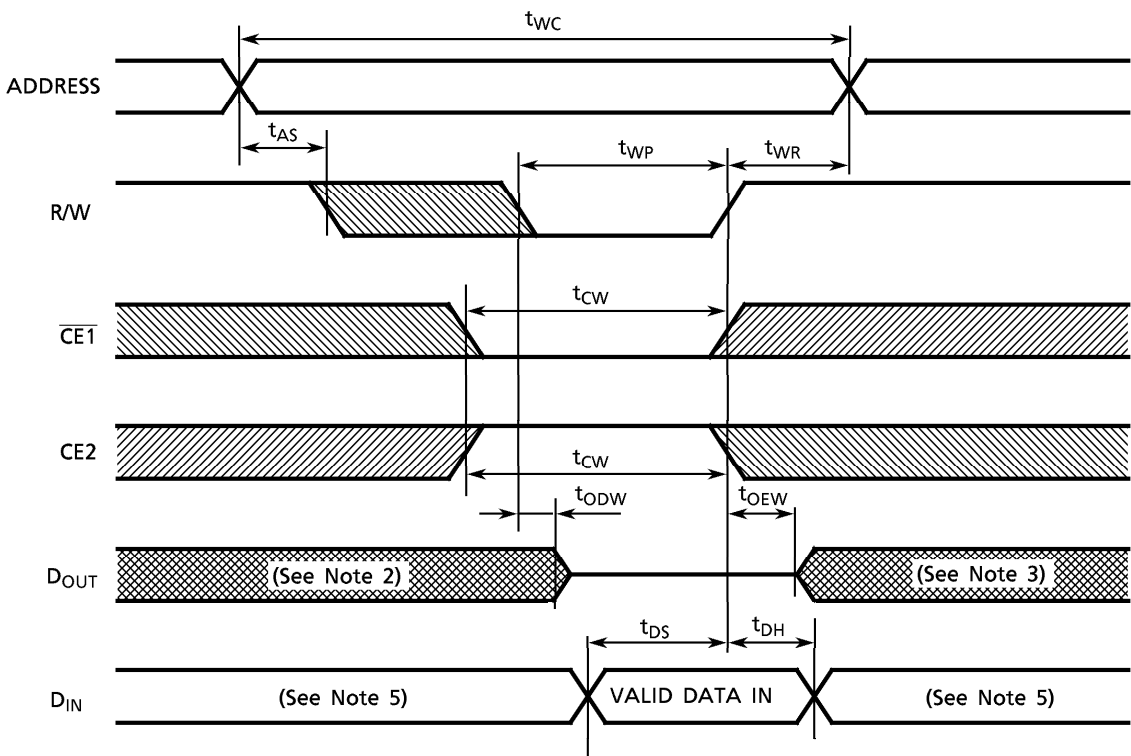 tWC
ADDRESS
tAS
tWP
tWR
R/W
tCW
CE1
CE2
tCW
tODW
tOEW
DOUT
(See Note 2)
(See Note 3)
tDS
tDH
DIN
(See Note 5)
VALID DATA IN
(See Note 5)